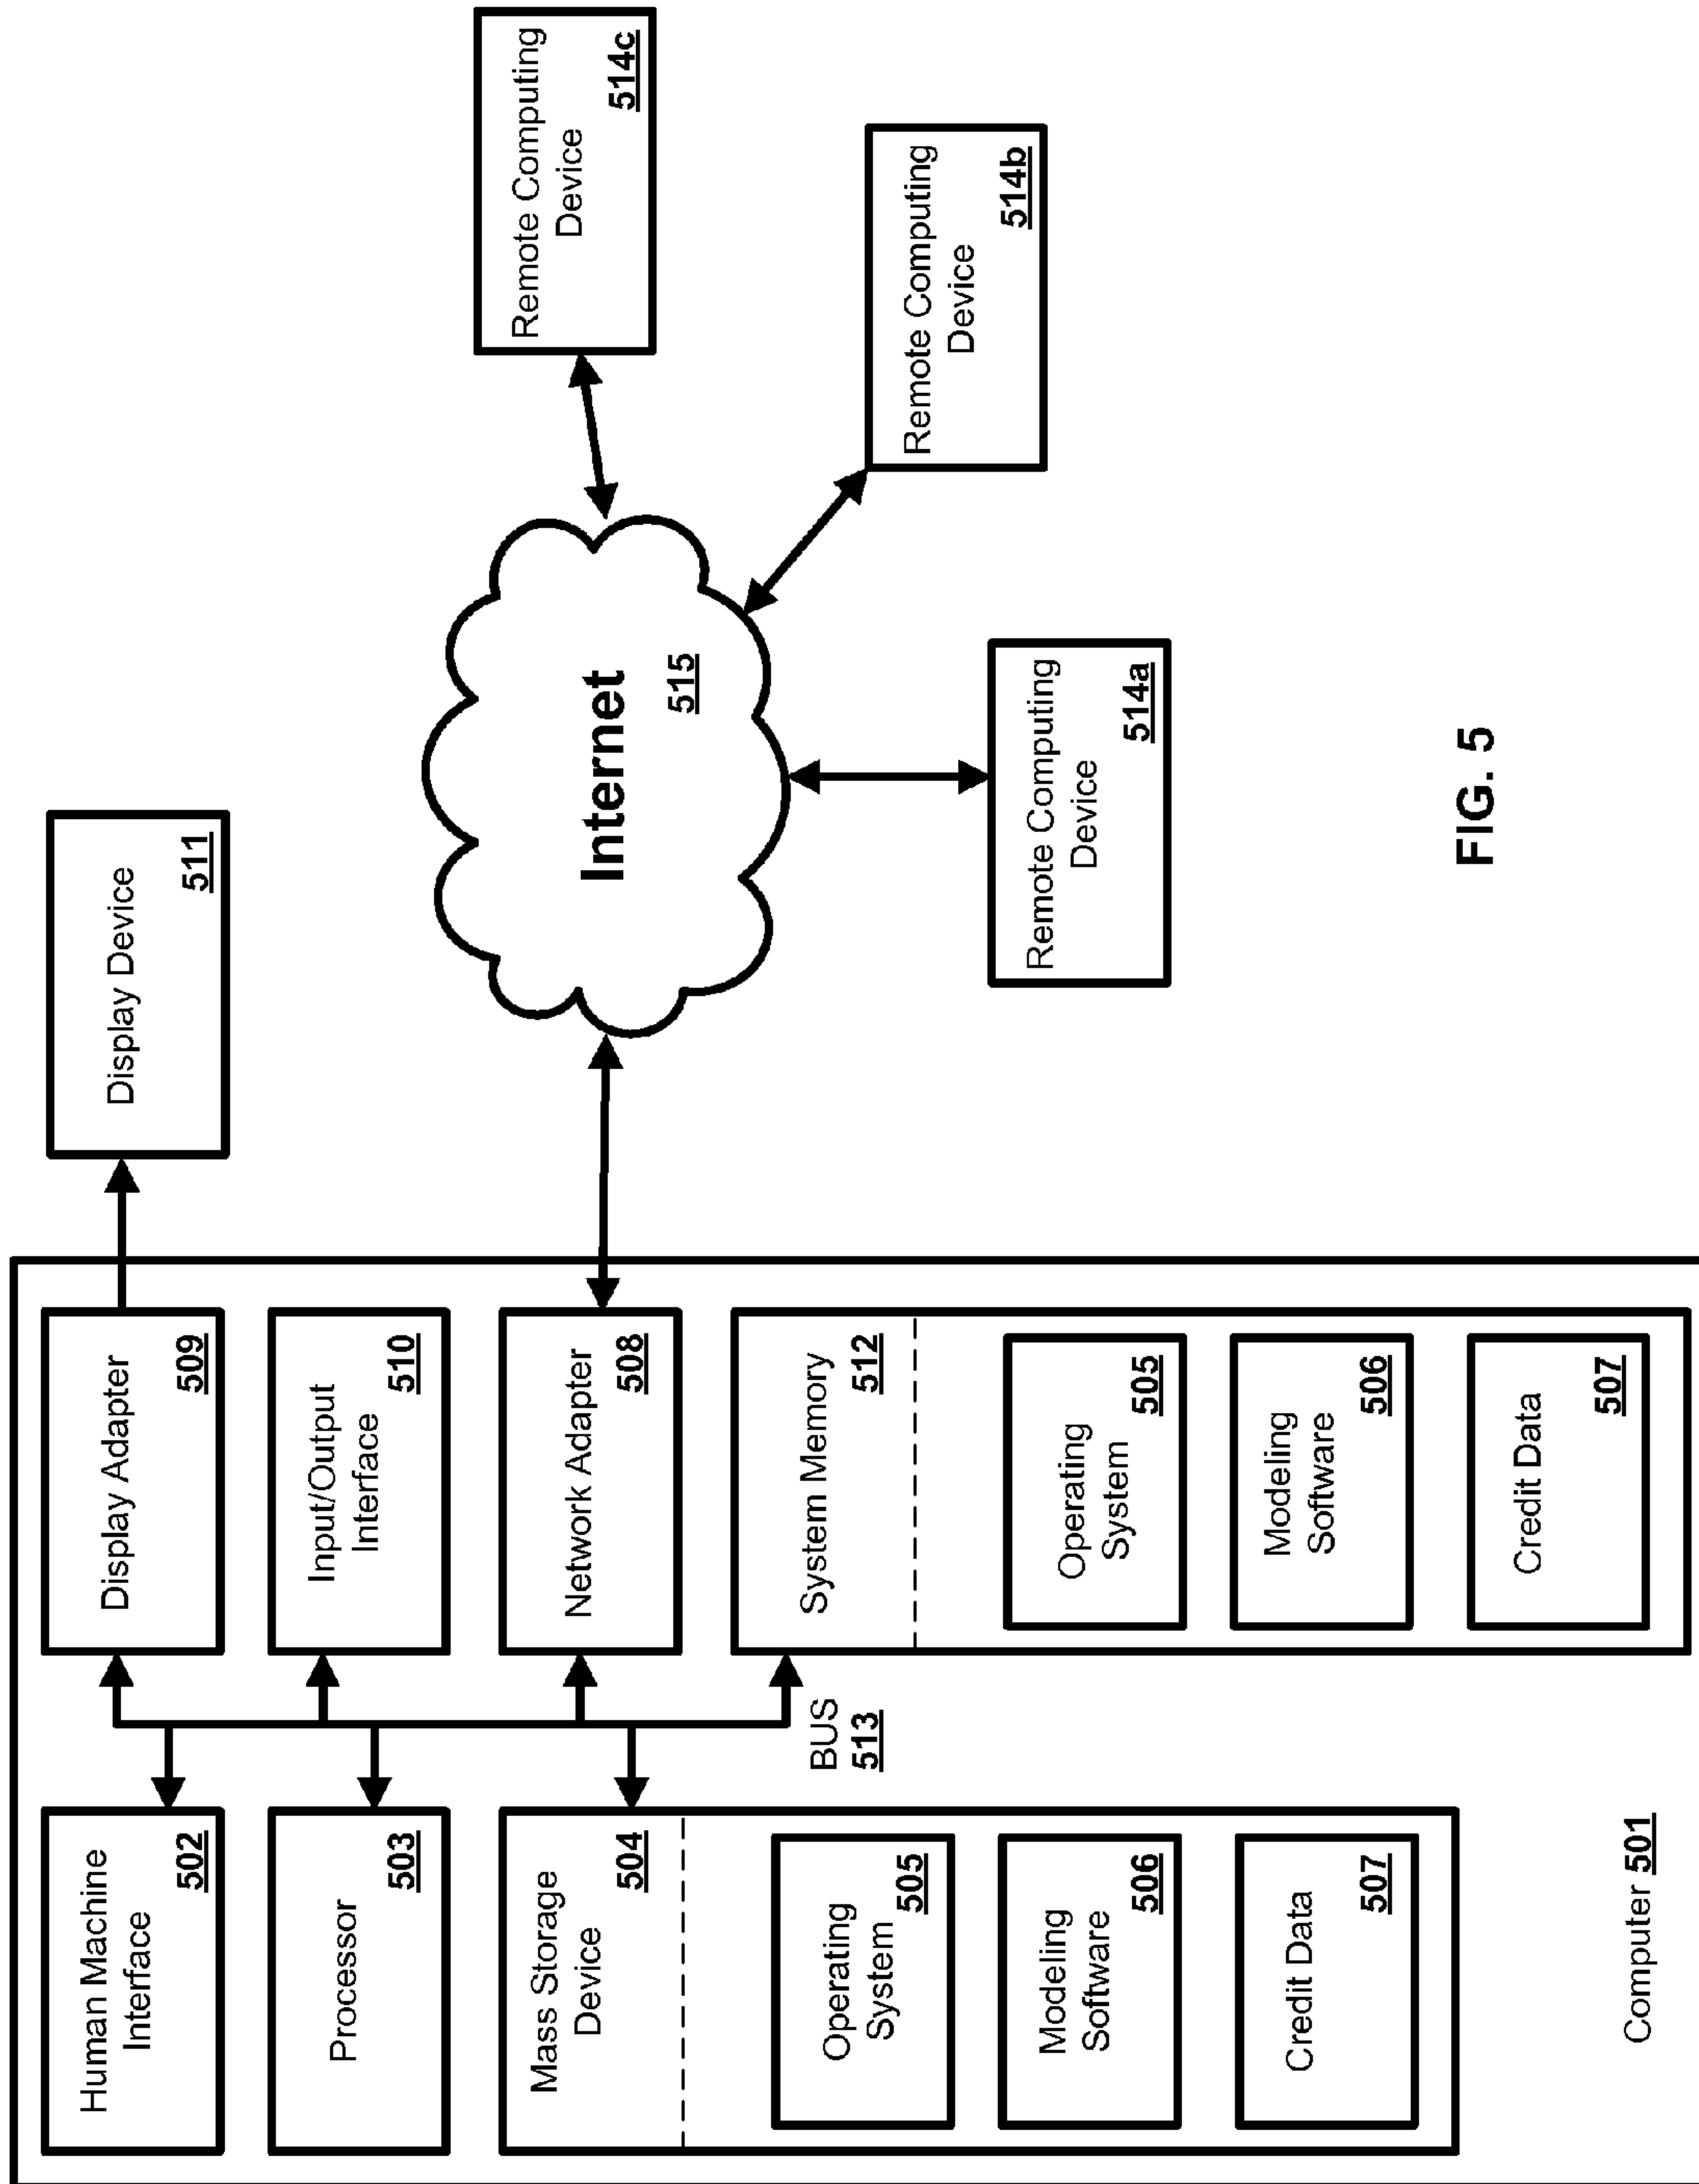 Human Machine
Interface
502
Processor
503
Mass Storage
Device
504
Operating
System
505
Modeling
Software
506
Credit Data
507
Computer 501
BUS
513
Display Adapter
509
Input/Output
Interface
510
Network Adapter
508
System Memory
512
Operating
System
505
Modeling
Software
506
Credit Data
507
Display Device
511
Internet
515
Remote Computing
Device
514a
Remote Computing
Device
514b
Remote Computing
Device
514c
FIG. 5